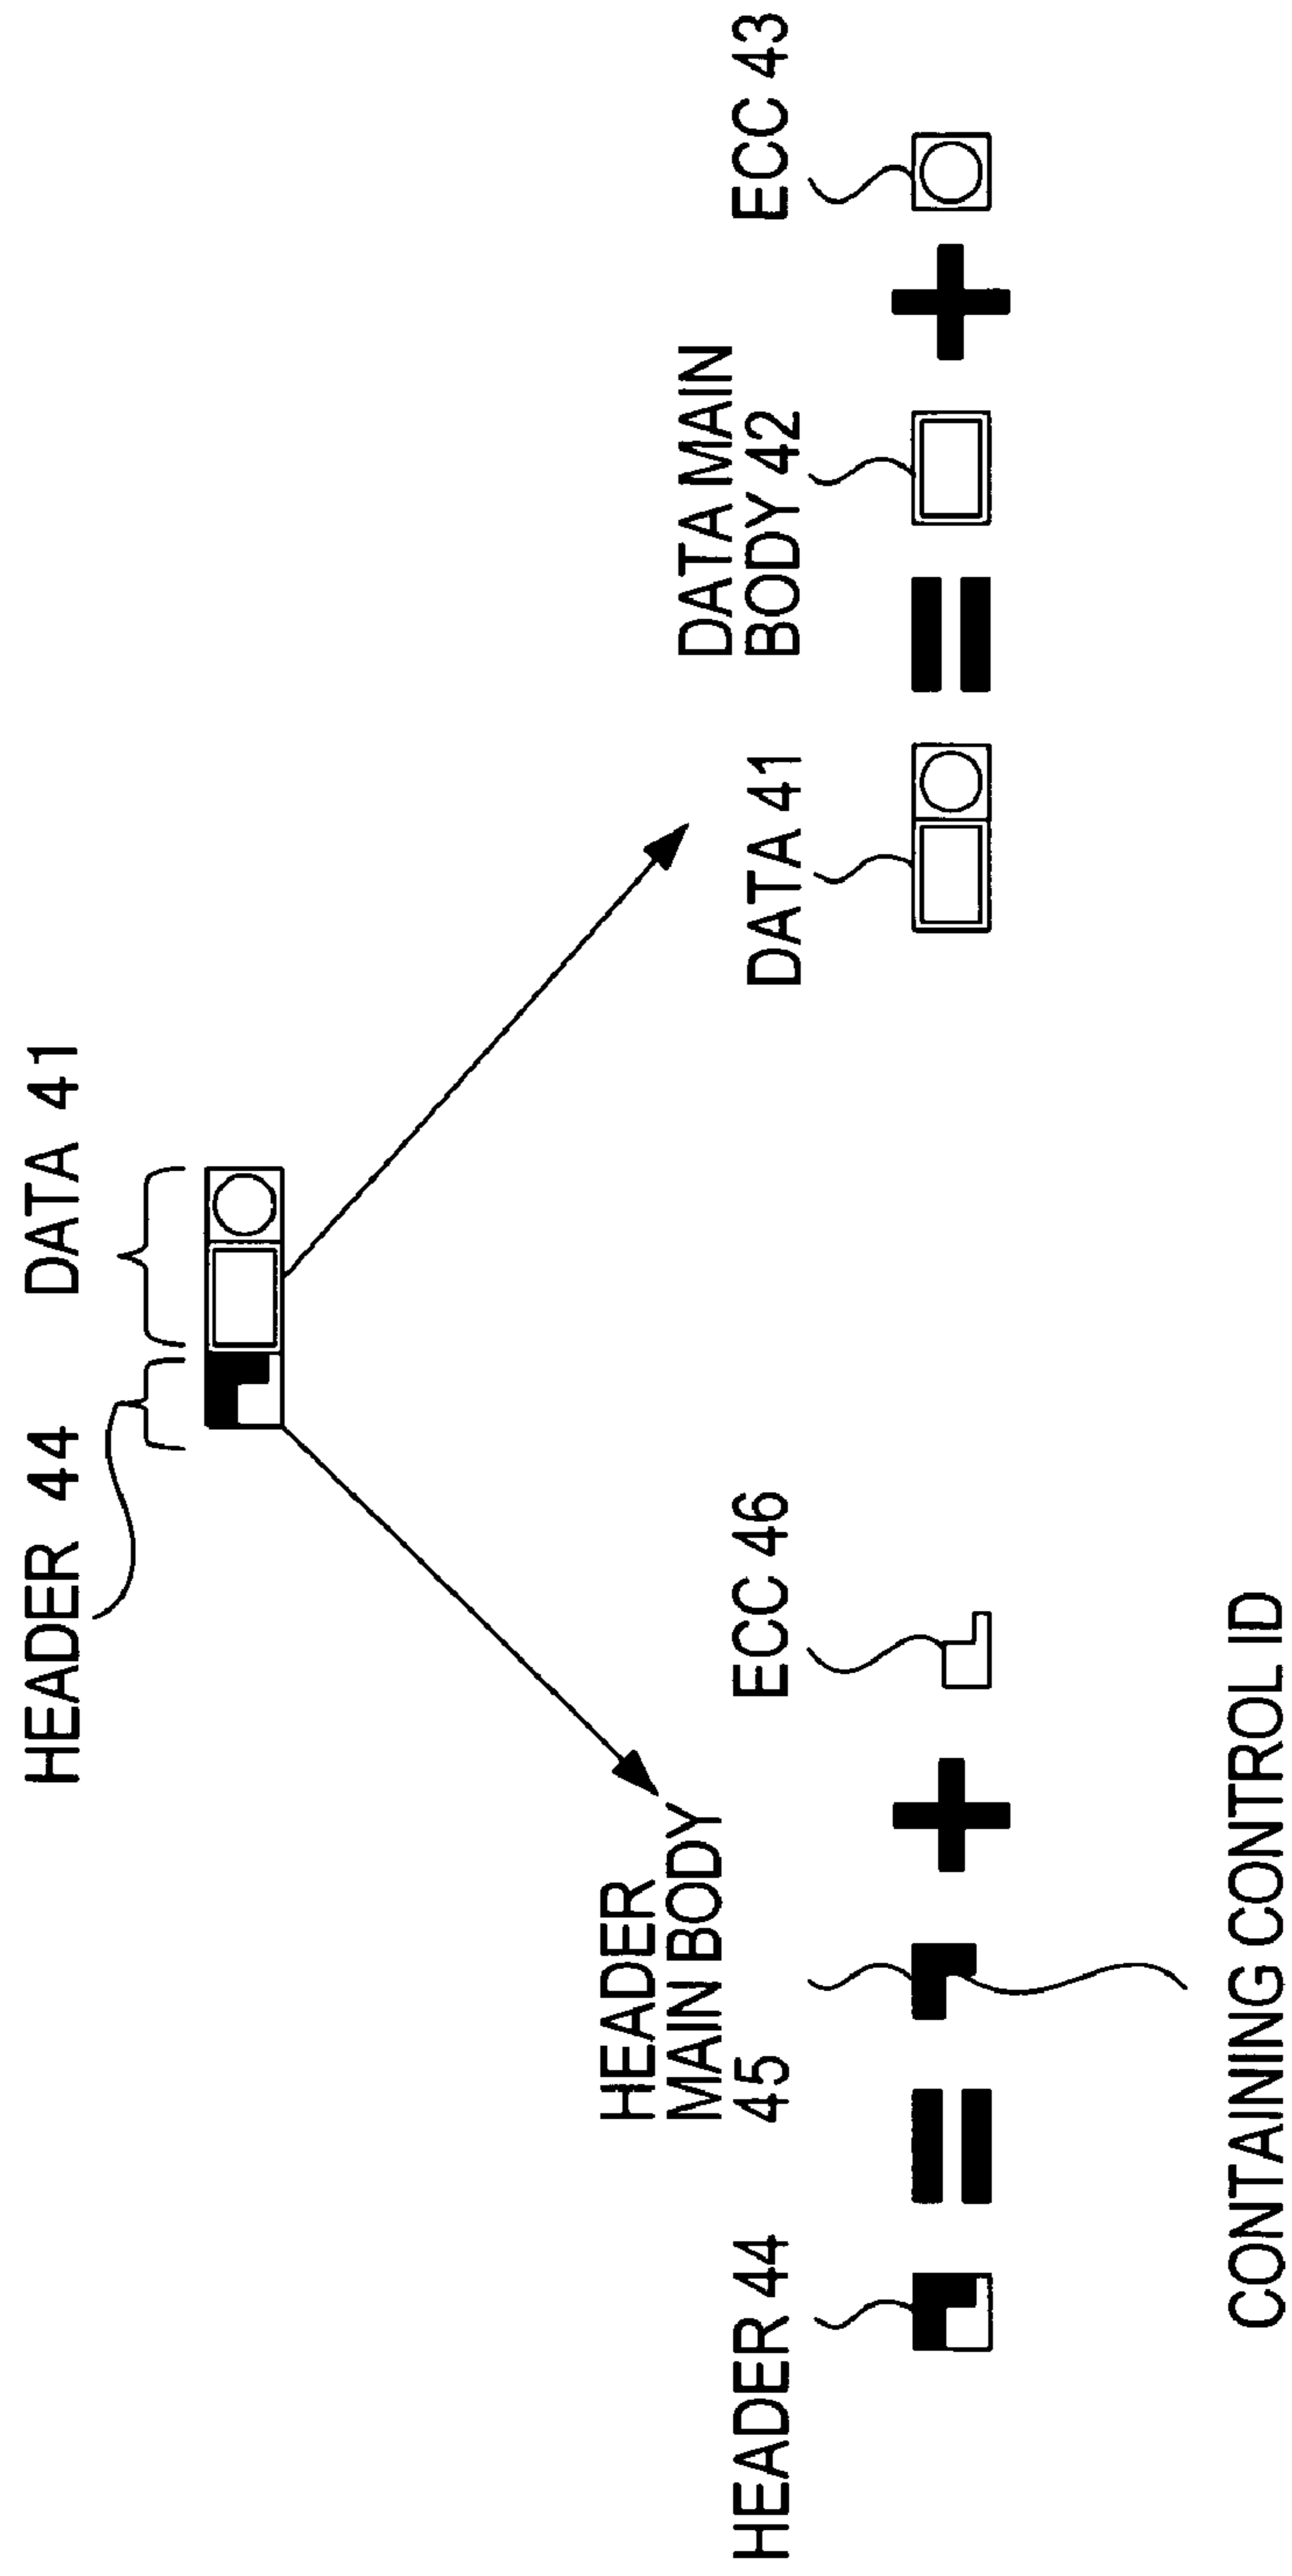 HEADER 44
DATA 41
HEADER 44
HEADER
MAIN BODY
45
ECC 46
DATA 41
DATA MAIN
BODY 42
ECC 43
CONTAINING CONTROL ID